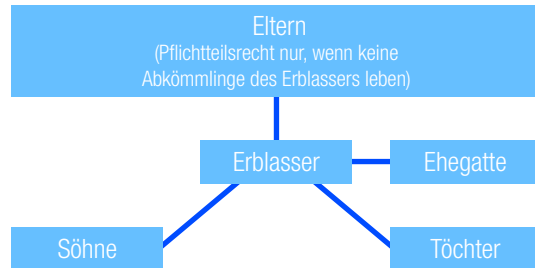 Eltern
(Pflichtteilsrecht nur, wenn keine
Abkömmlinge des Erblassers leben)
Erblasser
Ehegatte
Söhne
Töchter